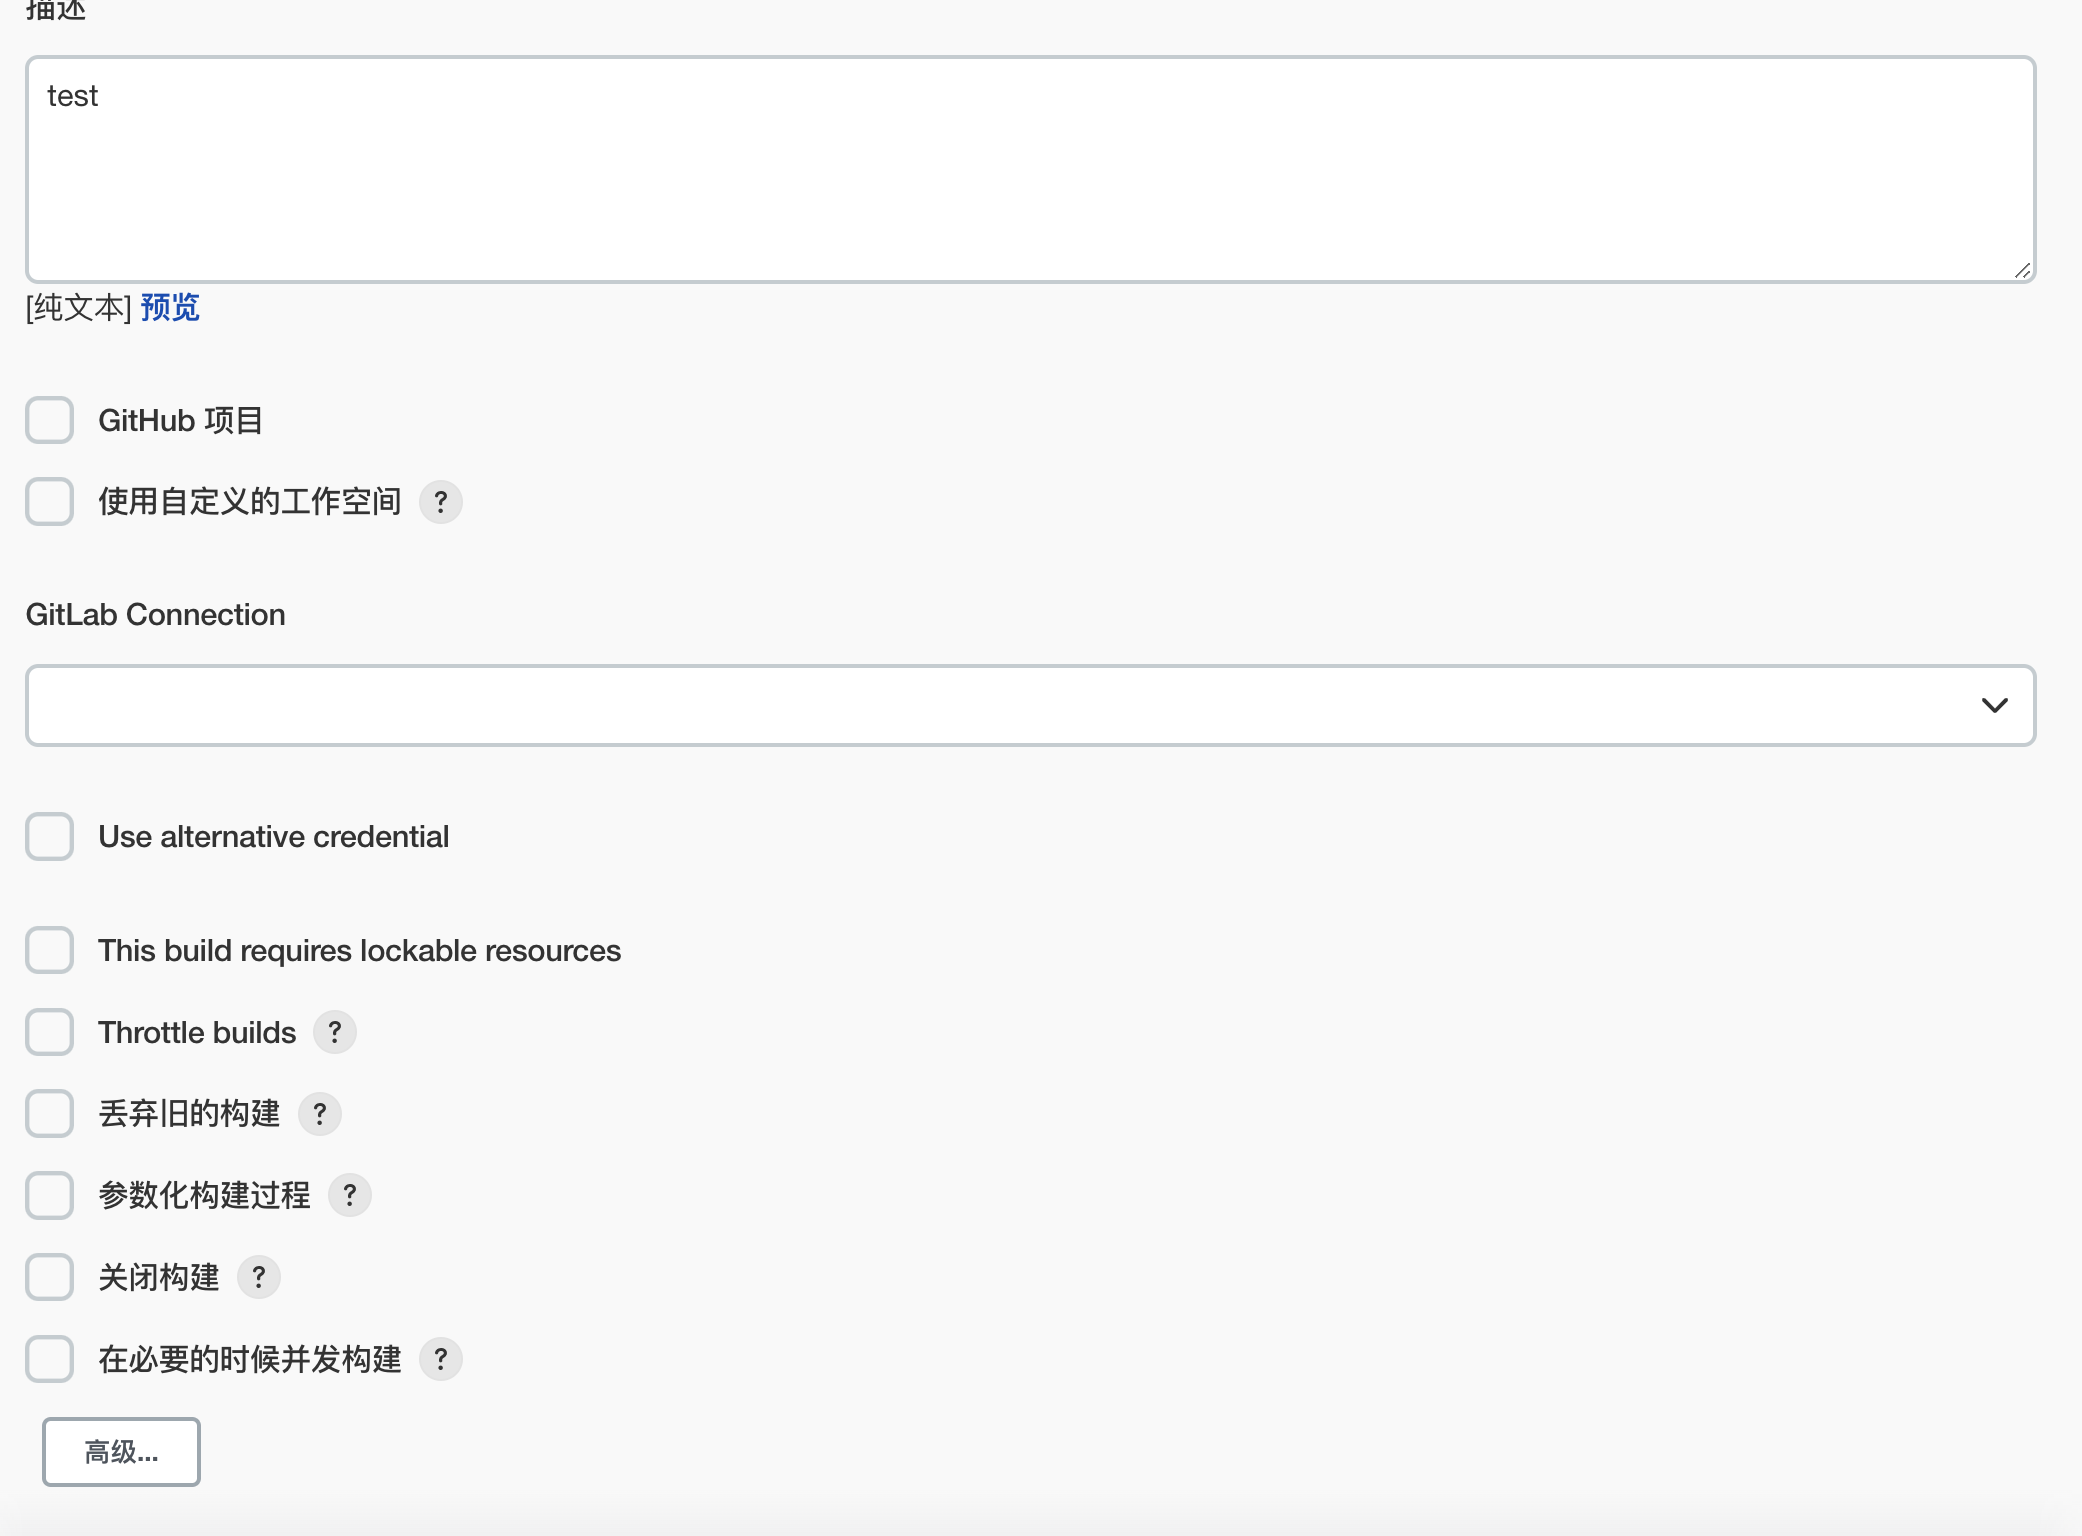 描述
test
[纯文本] 预览
GitHub 项目
使用自定义的工作空间 ?
GitLab Connection
Use alternative credential
This build requires lockable resources
Throttle builds ?
丢弃旧的构建 ?
参数化构建过程 ?
关闭构建 ?
在必要的时候并发构建 ?
高级...